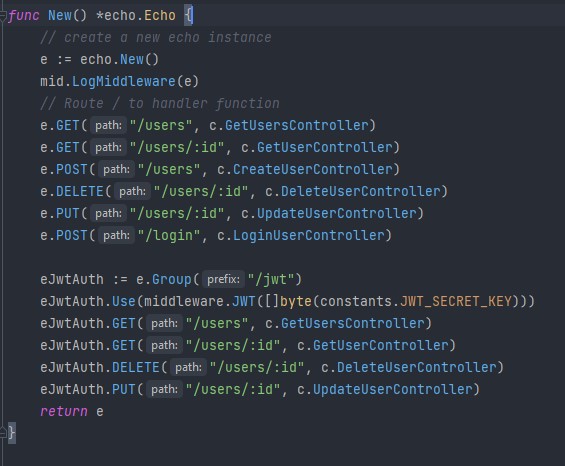 func New() *echo.Echo {
// create a new echo instance
e := echo.New()
mid.LogMiddleware(e)
// Route / to handler function
e.GET( path: "/users", c.GetUsersController)
e.GET( path: "/users/:id", c.GetUserController)
e.POST( path: "/users", c.CreateUserController)
e.DELETE( path: "/users/:id", c.DeleteUserController)
e.PUT( path: "/users/:id", c.UpdateUserController)
e.POST( path: "/login", c.LoginUserController)
eJwtAuth := e.Group( prefix: "/jwt")
eJwtAuth.Use(middleware.JWT([]byte(constants.JWT_SECRET_KEY)))
eJwtAuth.GET( path: "/users", c.GetUsersController)
eJwtAuth.GET( path: "/users/:id", c.GetUserController)
eJwtAuth.DELETE( path: "/users/:id", c.DeleteUserController)
eJwtAuth.PUT( path: "/users/:id", c.UpdateUserController)
return e
}